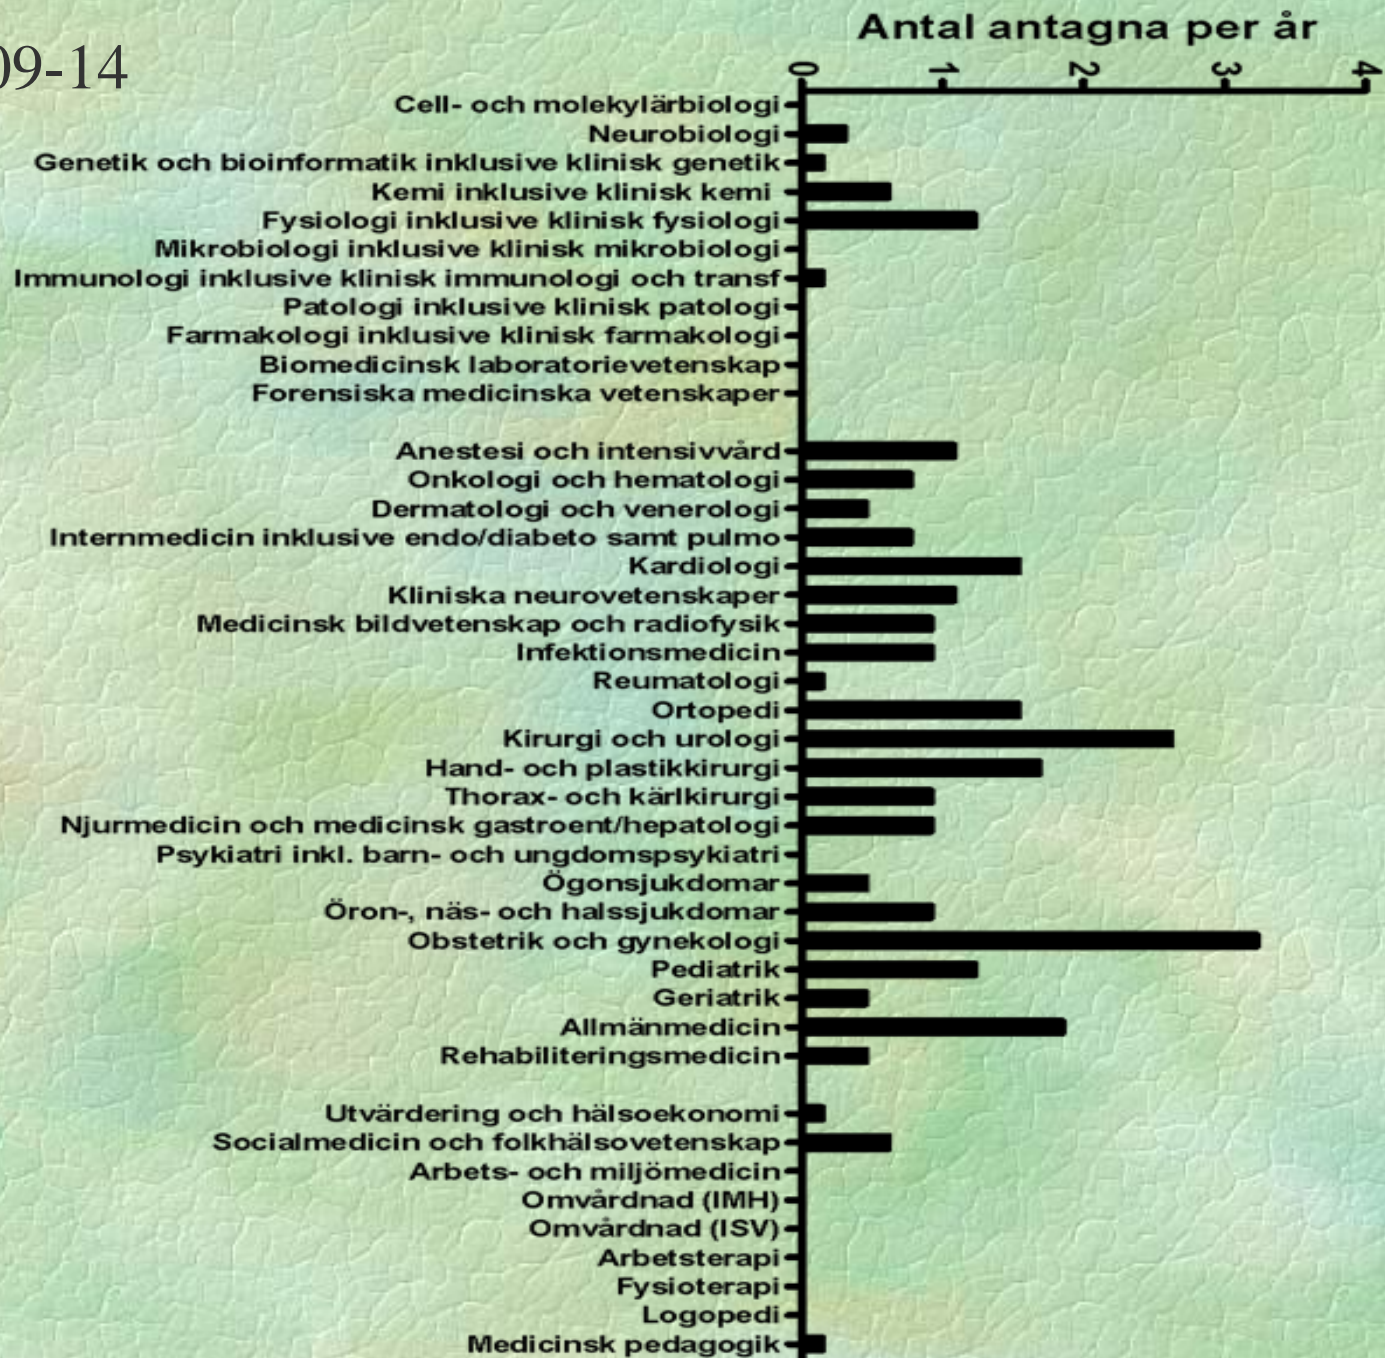 Antal antagna per år
09-14
0 1 2 3 4
Cell- och molekylärbiologi
Neurobiologi
Genetik och bioinformatik inklusive klinisk genetik
Kemi inklusive klinisk kemi
Fysiologi inklusive klinisk fysiologi
Mikrobiologi inklusive klinisk mikrobiologi
Immunologi inklusive klinisk immunologi och transf
Patologi inklusive klinisk patologi
Farmakologi inklusive klinisk farmakologi
Biomedicinsk laboratorievetenskap
Forensiska medicinska vetenskaper
Anestesi och intensivvård
Onkologi och hematologi
Dermatologi och venerologi
Internmedicin inklusive endo/diabeto samt pulmo
Kardiologi
Kliniska neurovetenskaper
Medicinsk bildvetenskap och radiofysik
Infektionsmedicin
Reumatologi
Ortopedi
Kirurgi och urologi
Hand- och plastikkirurgi
Thorax- och kärlkirurgi
Njurmedicin och medicinsk gastroent/hepatologi
Psykiatri inkl. barn- och ungdomspsykiatri
Ögonsjukdomar
Öron-, näs- och halssjukdomar
Obstetrik och gynekologi
Pediatrik
Geriatrik
Allmänmedicin
Rehabiliteringsmedicin
Utvärdering och hälsoekonomi
Socialmedicin och folkhälsovetenskap
Arbets- och miljömedicin
Omvårdnad (IMH)
Omvårdnad (ISV)
Arbetsterapi
Fysioterapi
Logopedi
Medicinsk pedagogik